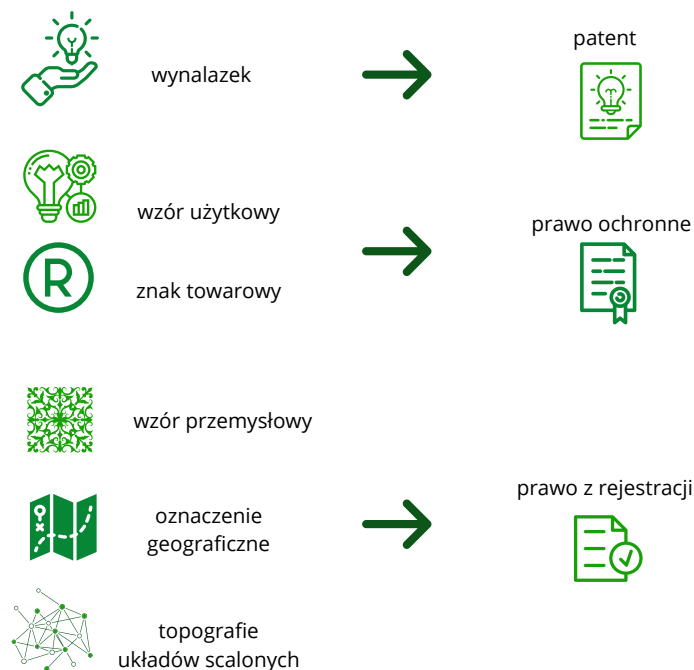 wynalazek
patent
wzór użytkowy
znak towarowy
prawo ochronne
R
wzór przemysłowy
oznaczenie
geograficzne
topografie
układów scalonych
prawo z rejestracji